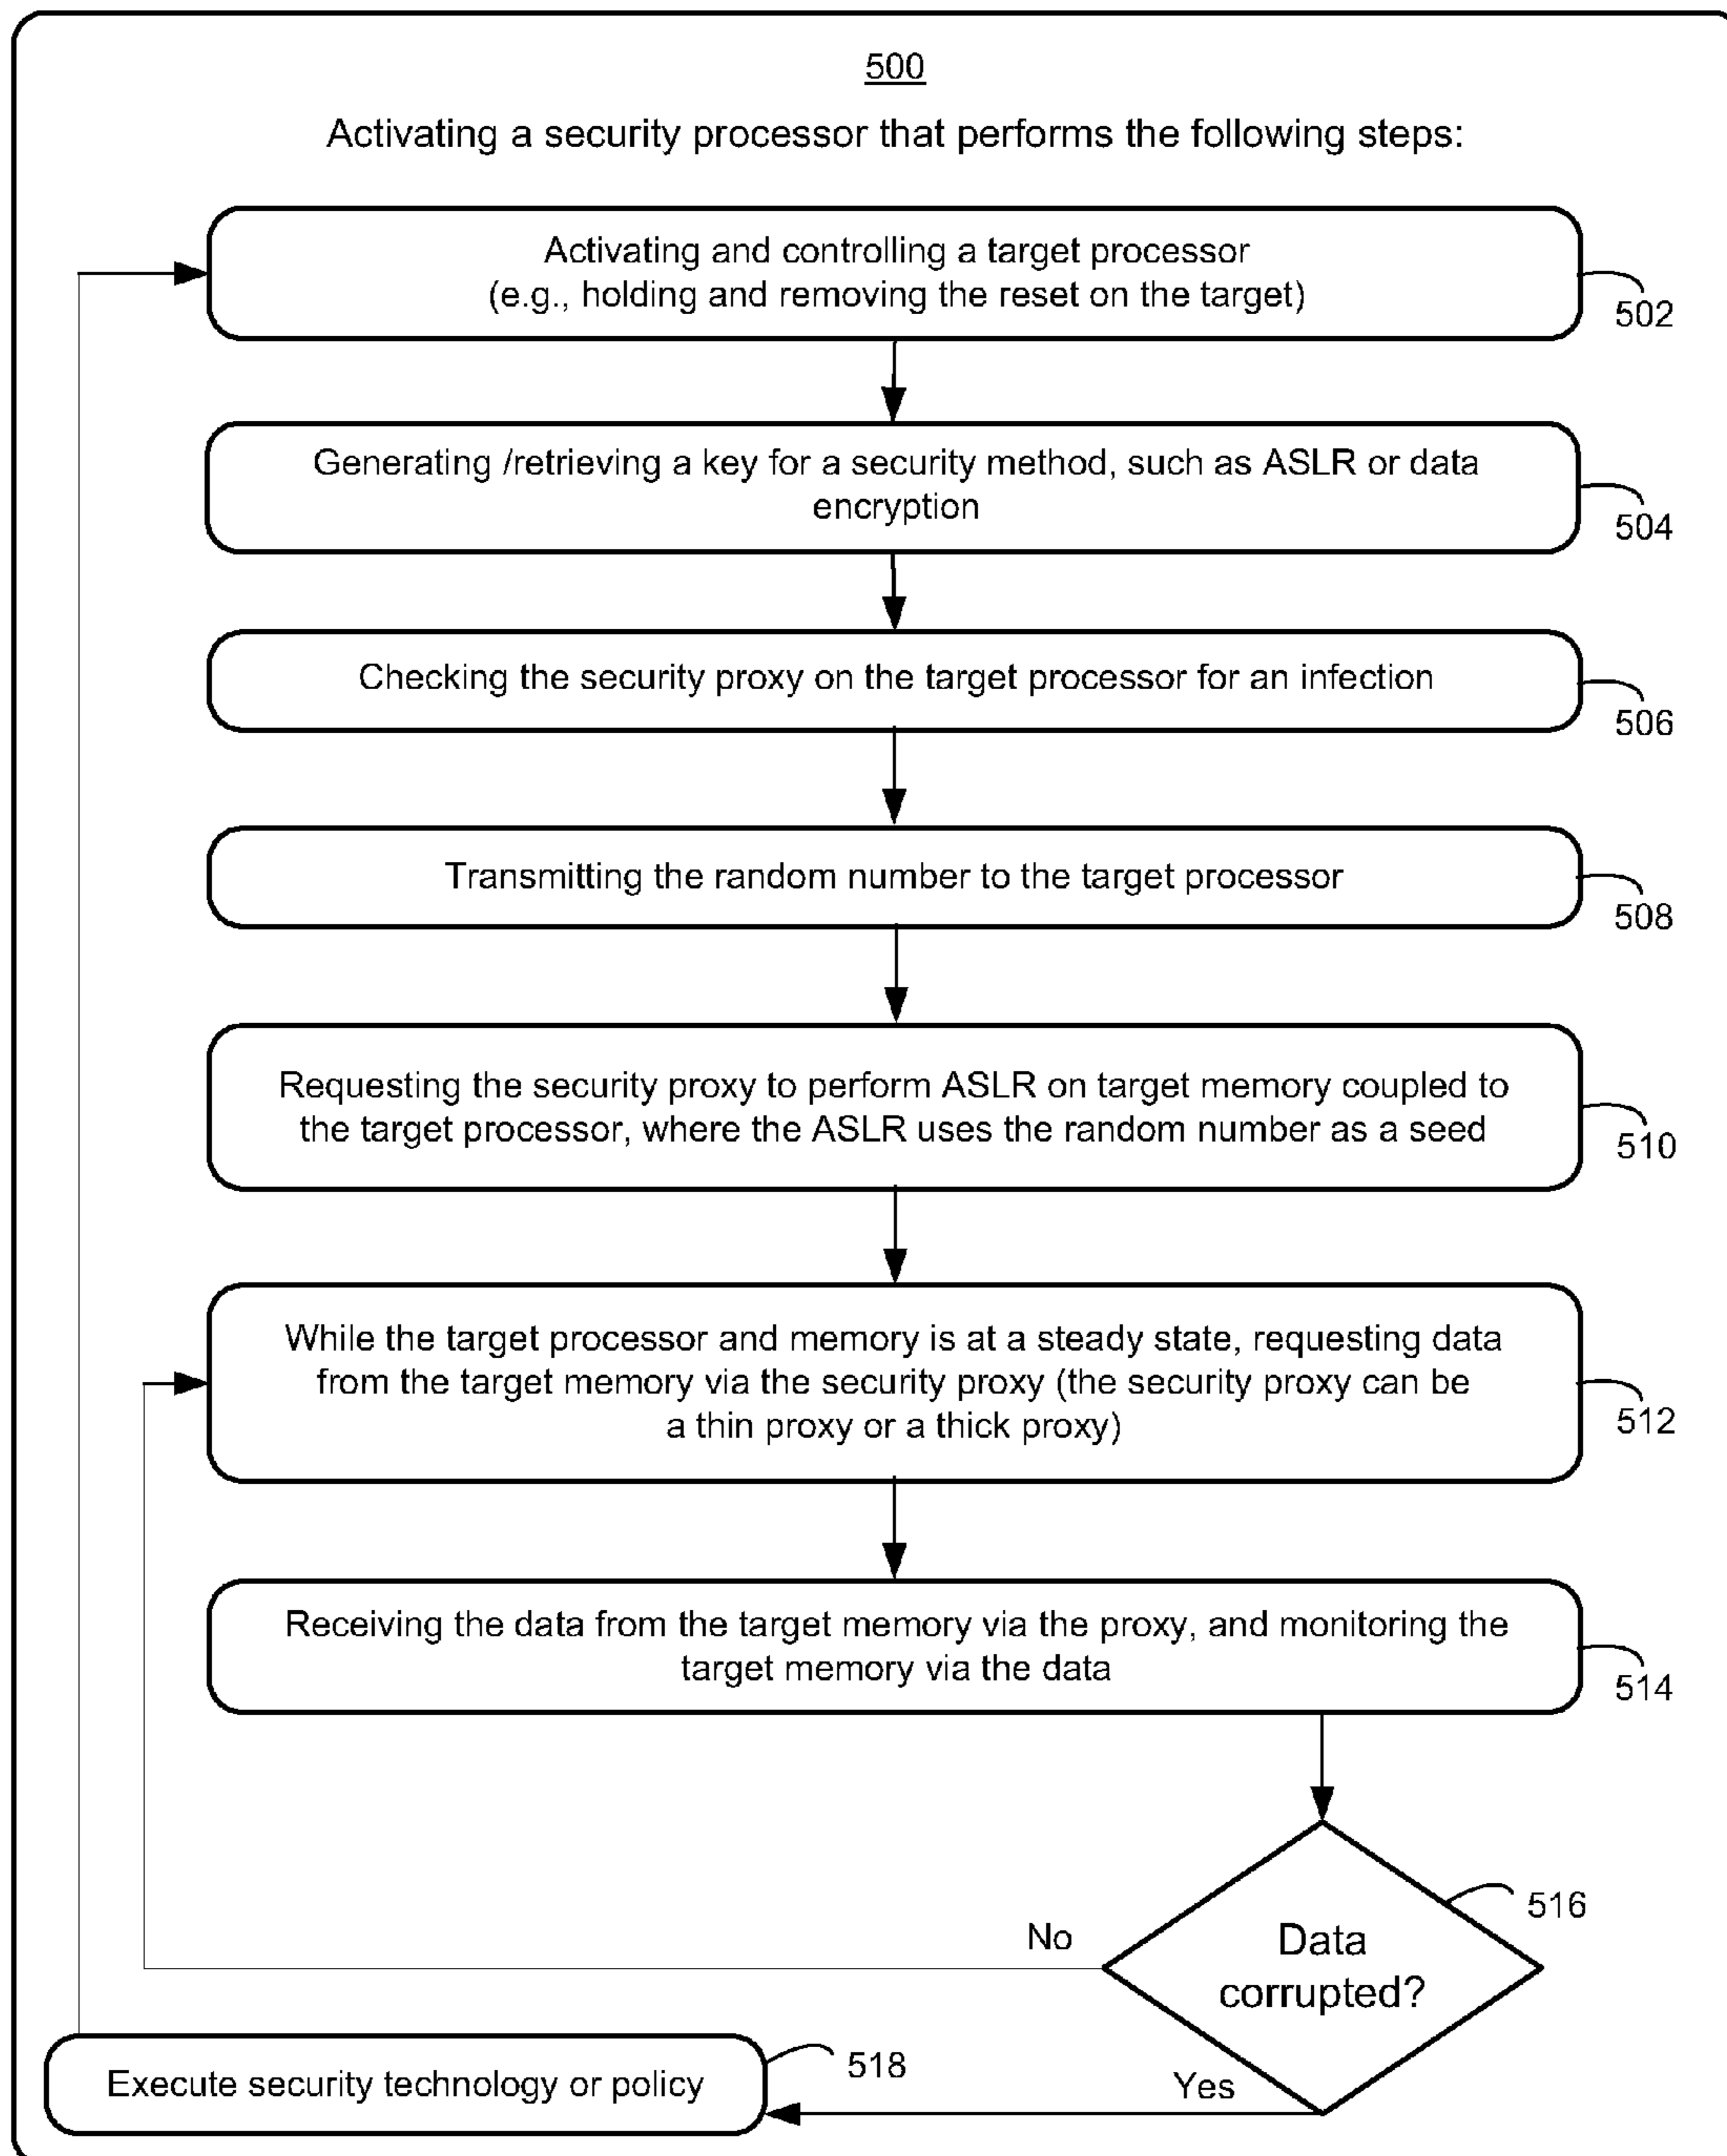 500
Activating a security processor that performs the following steps:
Activating and controlling a target processor
(e.g., holding and removing the reset on the target)
502
Generating /retrieving a key for a security method, such as ASLR or data
encryption
504
Checking the security proxy on the target processor for an infection
506
Transmitting the random number to the target processor
508
Requesting the security proxy to perform ASLR on target memory coupled to
the target processor, where the ASLR uses the random number as a seed
510
While the target processor and memory is at a steady state, requesting data
from the target memory via the security proxy (the security proxy can be
a thin proxy or a thick proxy)
512
Receiving the data from the target memory via the proxy, and monitoring the
target memory via the data
514
516
No
Data
corrupted?
518
Yes
Execute security technology or policy